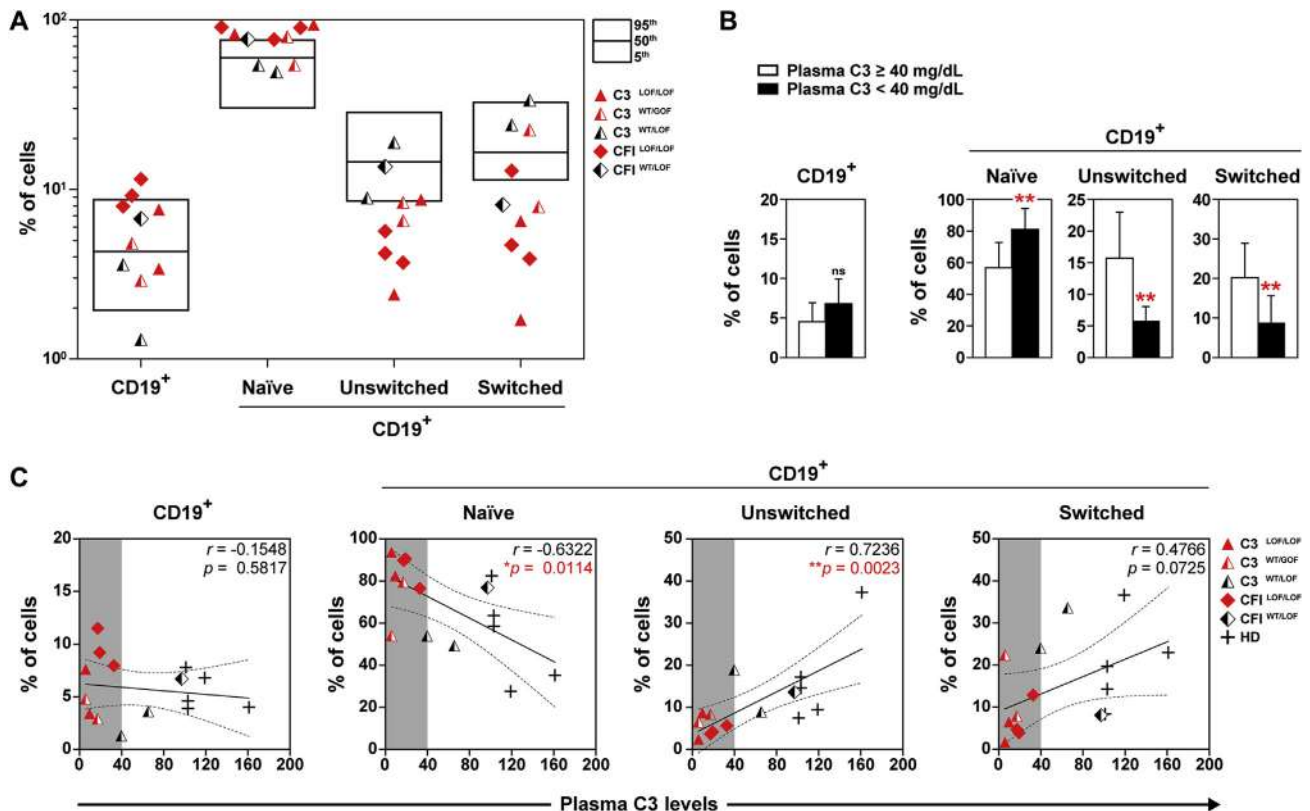 A
% of cells
10²
10¹
10⁰
CD19⁺
Naïve
Unswitched
Switched
CD19⁺
95th
50th
5th
C3 LOF/LOF
C3 WT/GOF
C3 WT/LOF
CFI LOF/LOF
CFI WT/LOF
B
Plasma C3 ≥ 40 mg/dL
Plasma C3 < 40 mg/dL
CD19⁺
CD19⁺
Naïve
Unswitched
Switched
% of cells
20
15
10
5
0
ns
% of cells
100
80
60
40
20
0
**
25
20
15
10
5
0
**
40
30
20
10
0
**
C
CD19⁺
CD19⁺
Naïve
Unswitched
Switched
% of cells
20
15
10
5
0
r = -0.1548
p = 0.5817
0 40 80 120 160 200
% of cells
100
80
60
40
20
0
r = -0.6322
*p = 0.0114
0 40 80 120 160 200
% of cells
50
40
30
20
10
0
r = 0.7236
**p = 0.0023
0 40 80 120 160 200
% of cells
50
40
30
20
10
0
r = 0.4766
p = 0.0725
0 40 80 120 160 200
C3 LOF/LOF
C3 WT/GOF
C3 WT/LOF
CFI LOF/LOF
CFI WT/LOF
HD
Plasma C3 levels